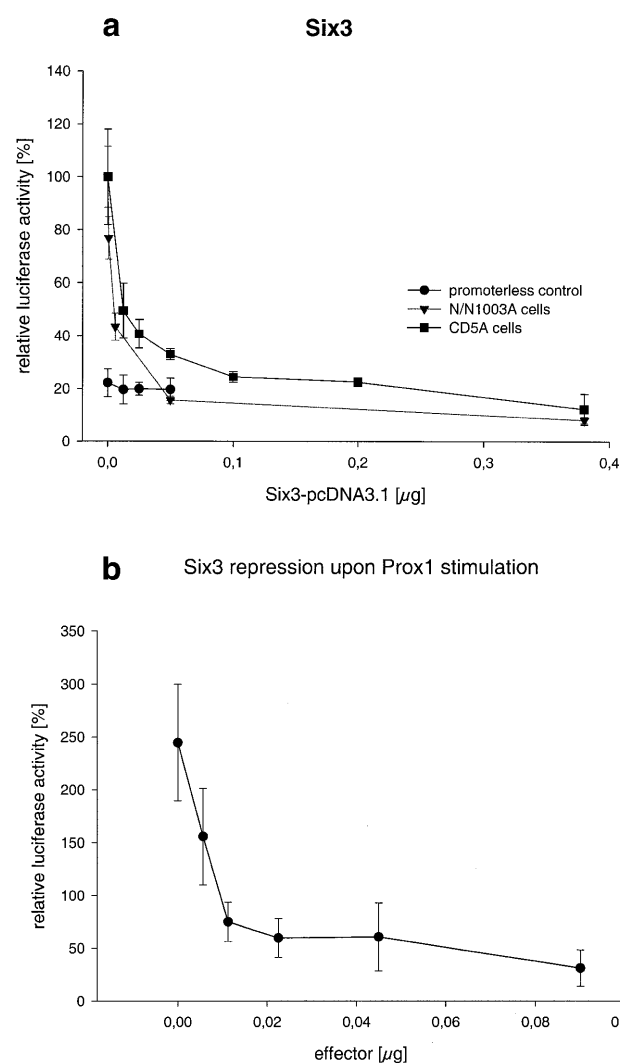 a
Six3
140
120
100
80
60
40
20
0
relative luciferase activity [%]
promoterless control
N/N1003A cells
CD5A cells
0,0
0,1
0,2
0,3
0,4
Six3-pcDNA3.1 [µg]
b
Six3 repression upon Prox1 stimulation
350
300
250
200
150
100
50
0
relative luciferase activity [%]
0,00
0,02
0,04
0,06
0,08
0
effector [µg]